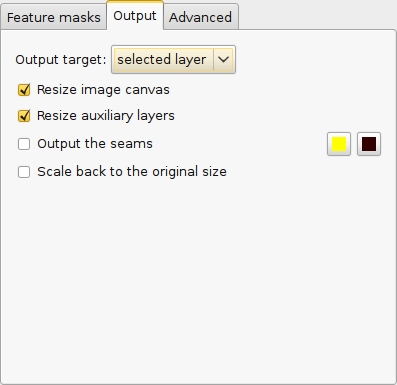 Feature masks Output Advanced
Output target: selected layer
Resize image canvas
Resize auxiliary layers
Output the seams
Scale back to the original size